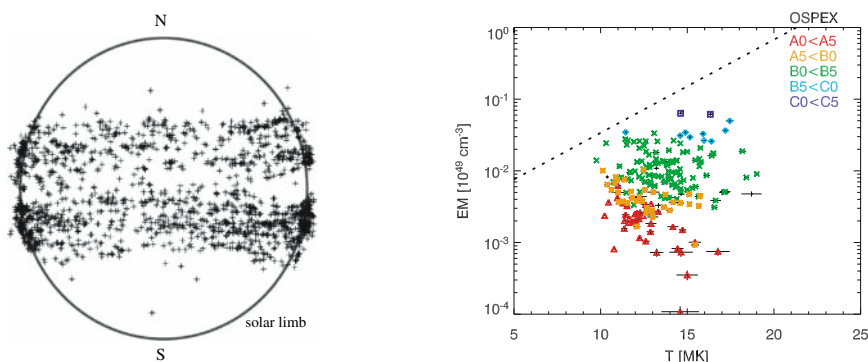 N
solar limb
S
OSPEX
A0<A5
A5<B0
B0<B5
B5<C0
C0<C5
10⁰
10⁻¹
10⁻²
10⁻³
10⁻⁴
EM [10⁴⁹ cm⁻³]
5 10 15 20 25
T [MK]